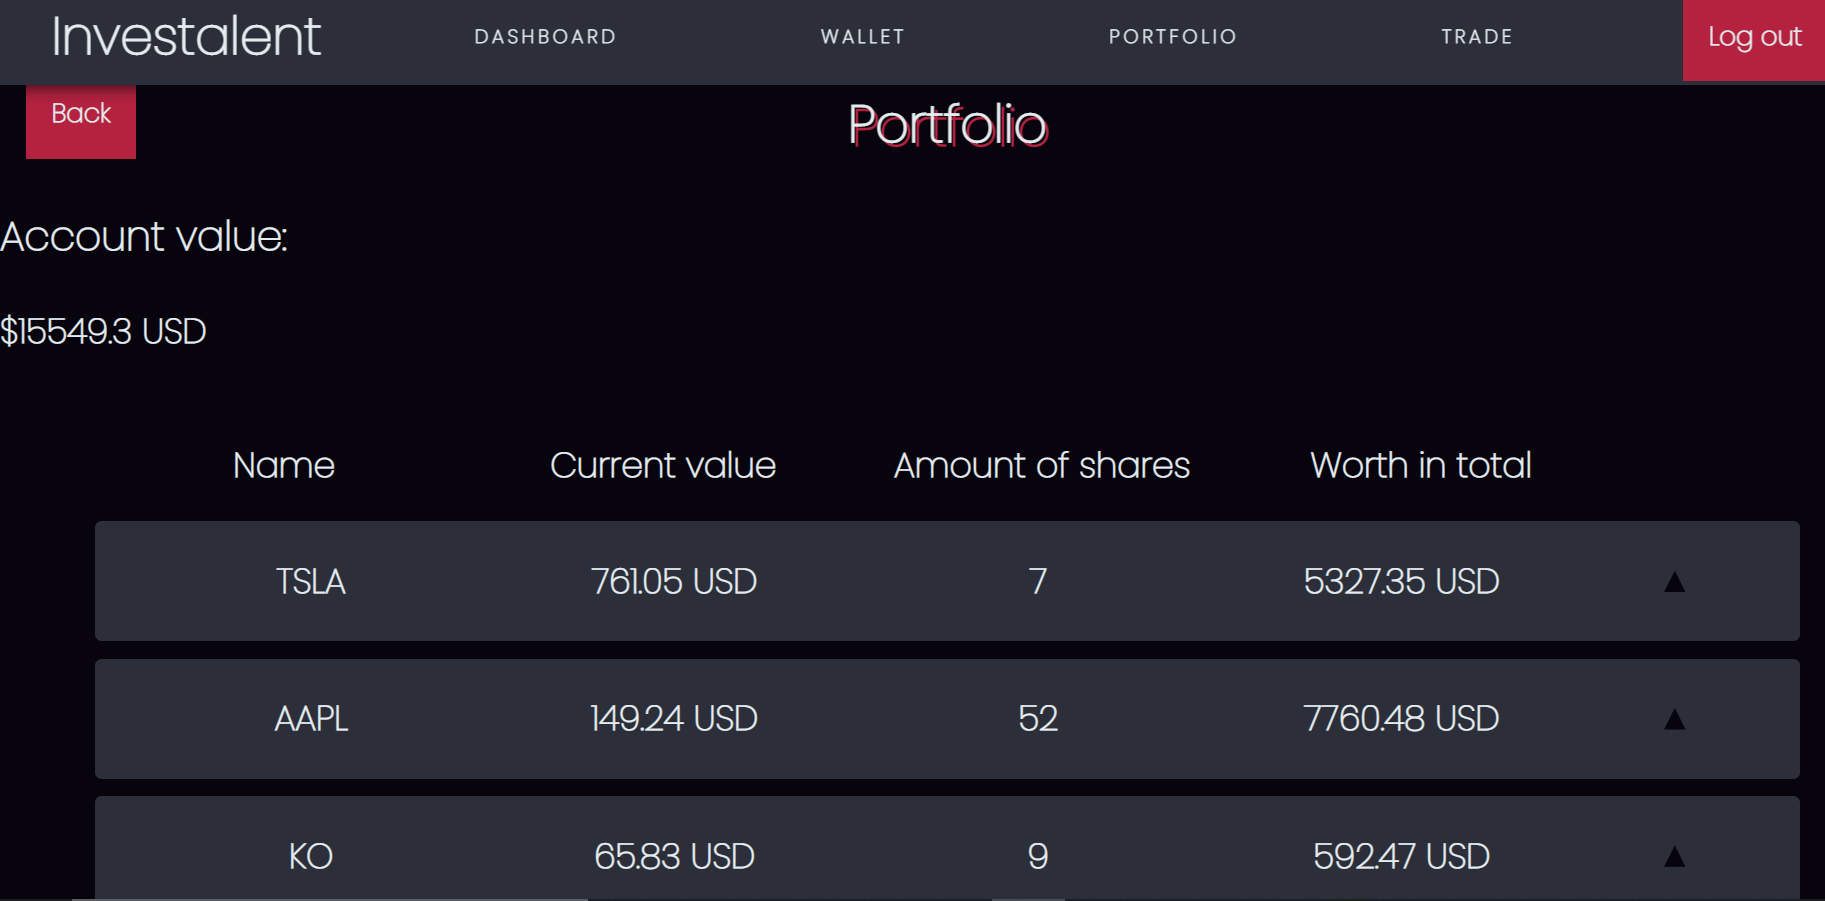 Investalent DASHBOARD WALLET PORTFOLIO TRADE Log out
Back
Portfolio
Account value:
$15549.3 USD
Name Current value Amount of shares Worth in total
TSLA 761.05 USD 7 5327.35 USD ▲
AAPL 149.24 USD 52 7760.48 USD ▲
KO 65.83 USD 9 592.47 USD ▲